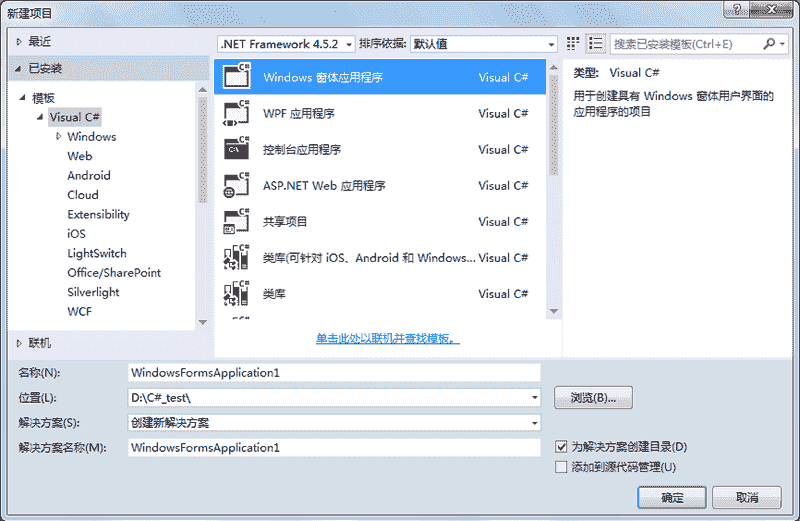 新建项目
最近
.NET Framework 4.5.2 排序依据: 默认值 搜索已安装模板(Ctrl+E)
已安装
模板
Visual C#
Windows
Web
Android
Cloud
Extensibility
iOS
LightSwitch
Office/SharePoint
Silverlight
WCF
联机
Windows 窗体应用程序 Visual C#
WPF 应用程序 Visual C#
控制台应用程序 Visual C#
ASP.NET Web 应用程序 Visual C#
共享项目 Visual C#
类库(可针对 iOS、Android 和 Windows... Visual C#
类库 Visual C#
单击此处以联机并查找模板。
类型: Visual C#
用于创建具有 Windows 窗体用户界面的
应用程序的项目
名称(N): WindowsFormsApplication1
位置(L): D:\C#_test\ 浏览(B)...
解决方案(S): 创建新解决方案
解决方案名称(M): WindowsFormsApplication1
为解决方案创建目录(D)
添加到源代码管理(U)
确定 取消